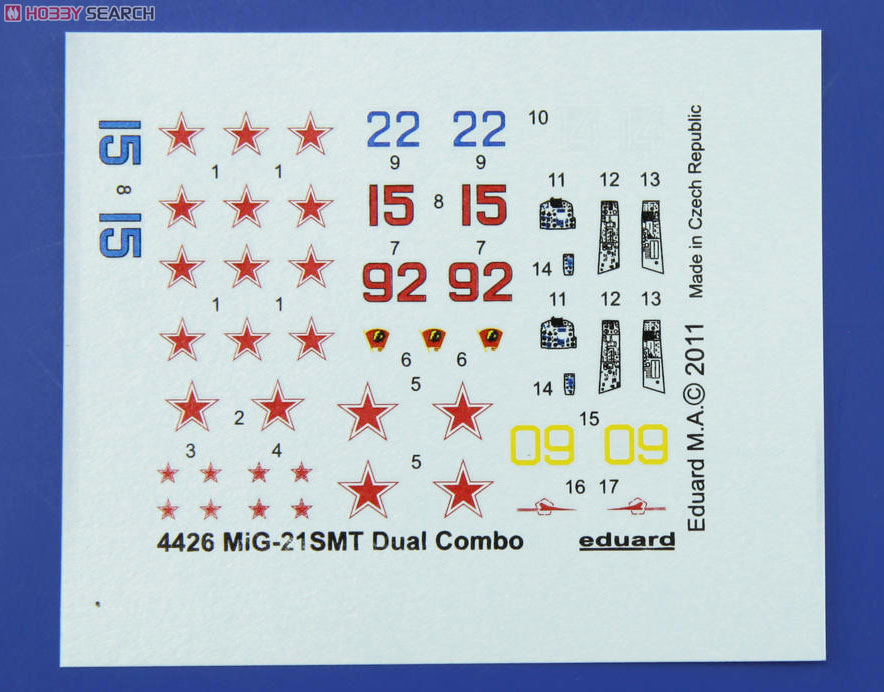 HOBBY SEARCH
15
8
15
1 1
1 1
2
3 4
22 22
9 9
15 8 15
7 7
92 92
6 6
5
5
10
11 12 13
14
11 12 13
14
15
09 09
16 17
4426 MiG-21SMT Dual Combo
eduard
Eduard M.A.© 2011 Made in Czech Republic